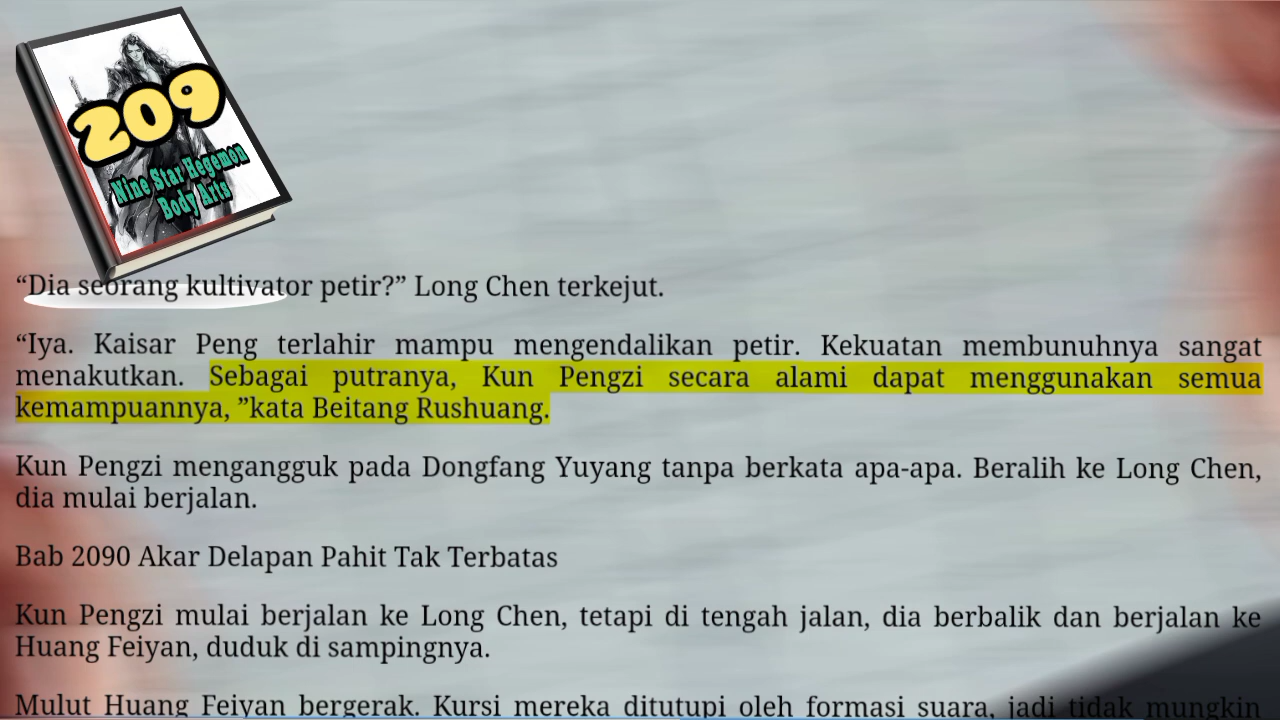 209
Nine Star Hegemon
Body Arts
“Dia seorang kultivator petir?” Long Chen terkejut.
“Iya. Kaisar Peng terlahir mampu mengendalikan petir. Kekuatan membunuhnya sangat
menakutkan. Sebagai putranya, Kun Pengzi secara alami dapat menggunakan semua
kemampuannya, ”kata Beitang Rushuang.
Kun Pengzi mengangguk pada Dongfang Yuyang tanpa berkata apa-apa. Beralih ke Long Chen,
dia mulai berjalan.
Bab 2090 Akar Delapan Pahit Tak Terbatas
Kun Pengzi mulai berjalan ke Long Chen, tetapi di tengah jalan, dia berbalik dan berjalan ke
Huang Feiyan, duduk di sampingnya.
Mulut Huang Feiyan bergerak. Kursi mereka ditutupi oleh formasi suara, jadi tidak mungkin